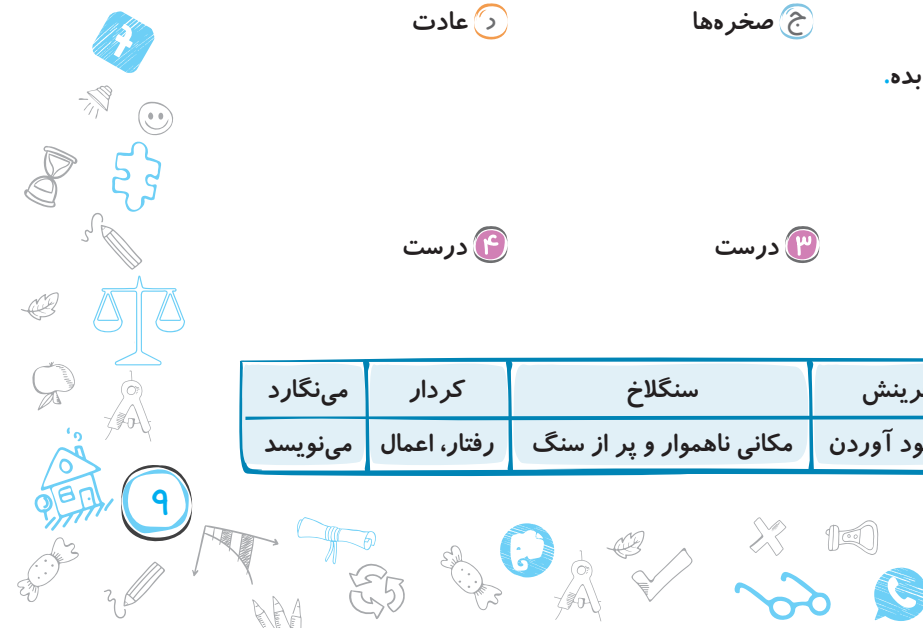 ج صخره‌ها د عادت
بده.
۳ درست ۴ درست
سنگلاخ کردار می‌نگارد
آوردن مکانی ناهموار و پر از سنگ رفتار، اعمال می‌نویسد
۹